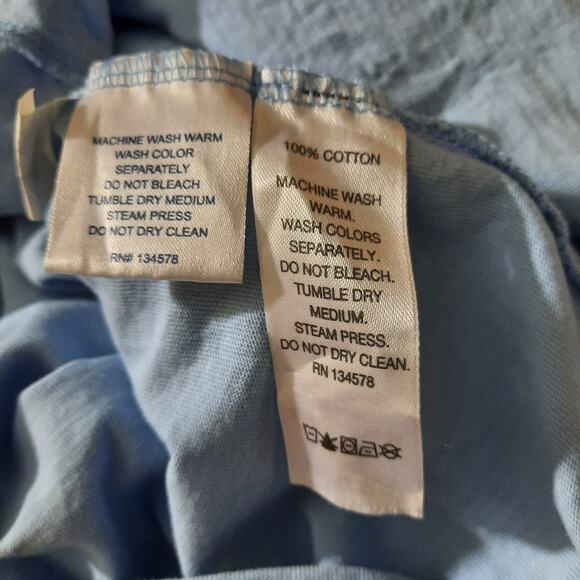 MACHINE WASH WARM
WASH COLOR
SEPARATELY
DO NOT BLEACH
TUMBLE DRY MEDIUM
STEAM PRESS
DO NOT DRY CLEAN
RN# 134578
100% COTTON
MACHINE WASH
WARM.
WASH COLORS
SEPARATELY.
DO NOT BLEACH.
TUMBLE DRY
MEDIUM.
STEAM PRESS.
DO NOT DRY CLEAN.
RN 134578